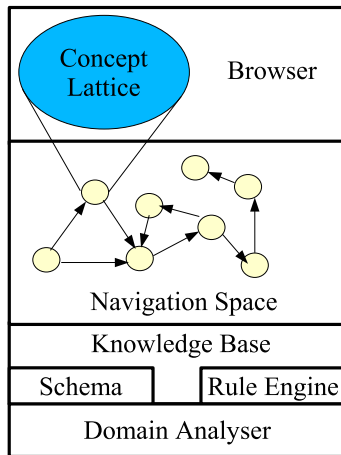 Concept
Lattice
Browser
Navigation Space
Knowledge Base
Schema
Rule Engine
Domain Analyser